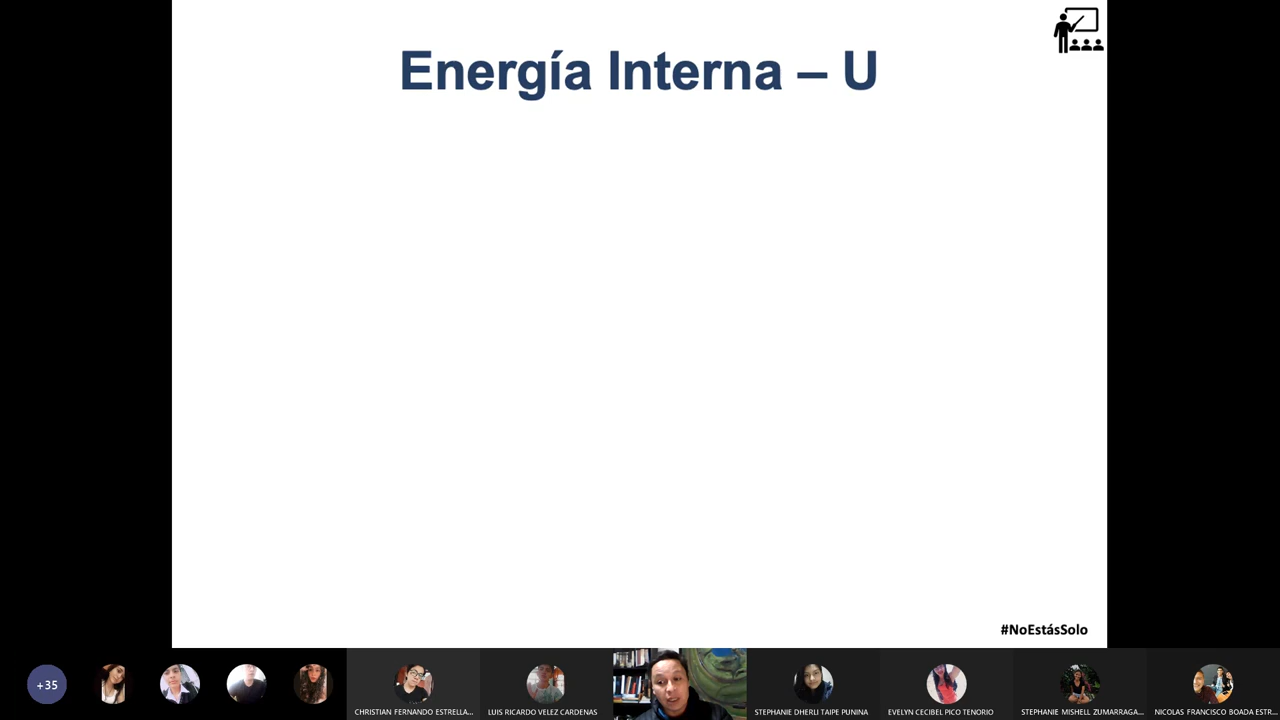 Energía Interna – U
#NoEstásSolo
+35
CHRISTIAN FERNANDO ESTRELLA...
LUIS RICARDO VELEZ CARDENAS
STEPHANIE DHERLI TAIPE PUNINA
EVELYN CECIBEL PICO TENORIO
STEPHANIE MISHELL ZUMARRAGA...
NICOLAS FRANCISCO BOADA ESTR...